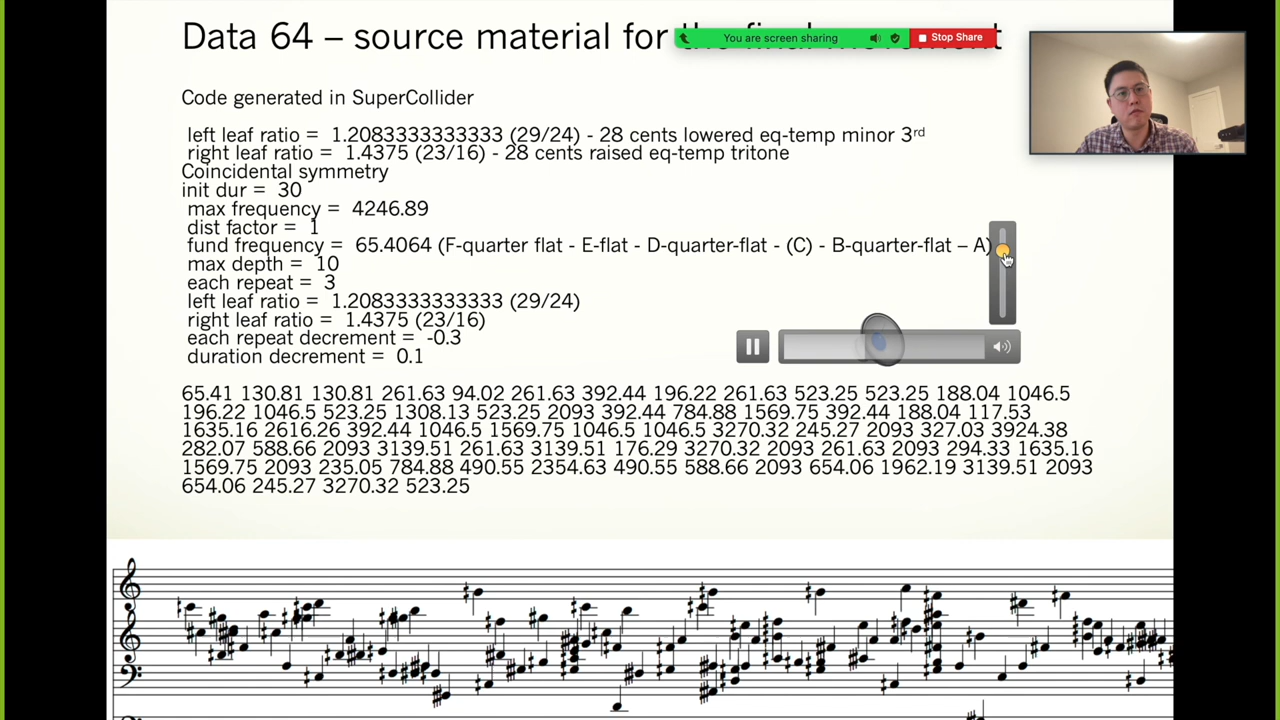 Data 64 – source material for the final movement
You are screen sharing
Stop Share
Code generated in SuperCollider
left leaf ratio = 1.2083333333333 (29/24) - 28 cents lowered eq-temp minor 3rd
right leaf ratio = 1.4375 (23/16) - 28 cents raised eq-temp tritone
Coincidental symmetry
init dur = 30
max frequency = 4246.89
dist factor = 1
fund frequency = 65.4064 (F-quarter flat - E-flat - D-quarter-flat - (C) - B-quarter-flat – A)
max depth = 10
each repeat = 3
left leaf ratio = 1.2083333333333 (29/24)
right leaf ratio = 1.4375 (23/16)
each repeat decrement = -0.3
duration decrement = 0.1
65.41 130.81 130.81 261.63 94.02 261.63 392.44 196.22 261.63 523.25 523.25 188.04 1046.5
196.22 1046.5 523.25 1308.13 523.25 2093 392.44 784.88 1569.75 392.44 188.04 117.53
1635.16 2616.26 392.44 1046.5 1569.75 1046.5 1046.5 3270.32 245.27 2093 327.03 3924.38
282.07 588.66 2093 3139.51 261.63 3139.51 176.29 3270.32 2093 261.63 2093 294.33 1635.16
1569.75 2093 235.05 784.88 490.55 2354.63 490.55 588.66 2093 654.06 1962.19 3139.51 2093
654.06 245.27 3270.32 523.25